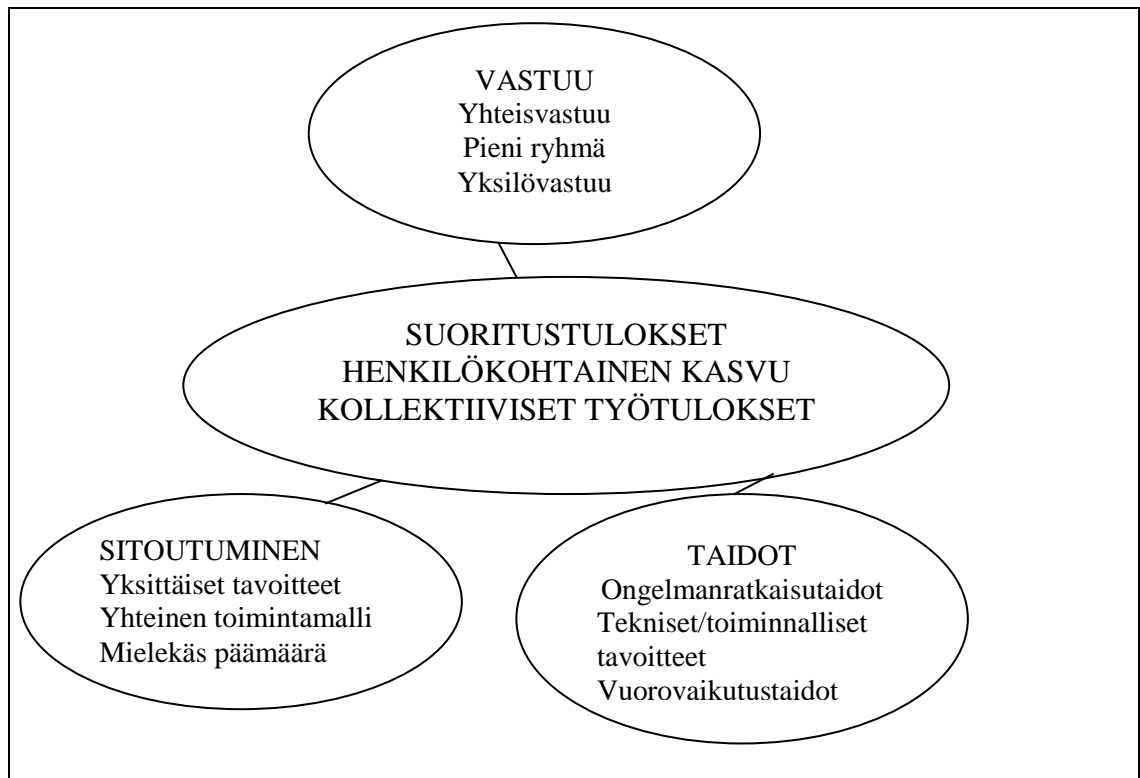 VASTUU
Yhteisvastuu
Pieni ryhmä
Yksilövastuu
SUORITUSTULOKSET
HENKILÖKOHTAINEN KASVU
KOLLEKTIIVISET TYÖTULOKSET
SITOUTUMINEN
Yksittäiset tavoitteet
Yhteinen toimintamalli
Mielekäs päämäärä
TAIDOT
Ongelmanratkaisutaidot
Tekniset/toiminnalliset
tavoitteet
Vuorovaikutustaidot